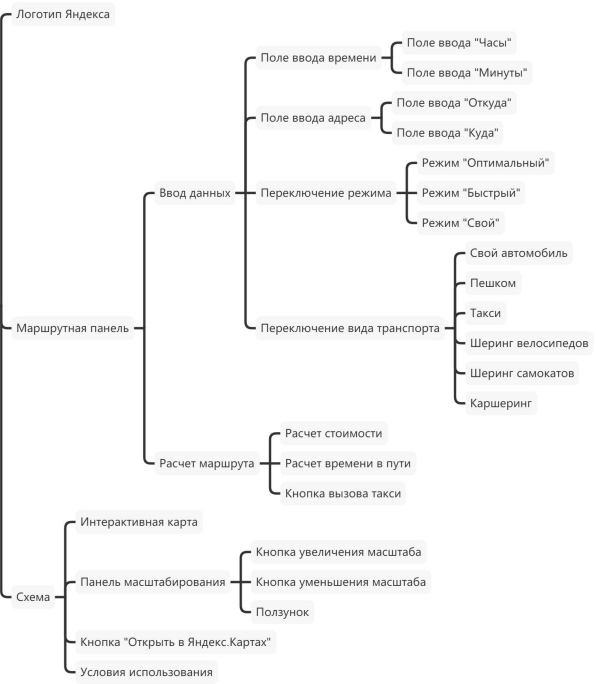 Логотип Яндекса
Маршрутная панель
Ввод данных
Поле ввода времени
Поле ввода "Часы"
Поле ввода "Минуты"
Поле ввода адреса
Поле ввода "Откуда"
Поле ввода "Куда"
Переключение режима
Режим "Оптимальный"
Режим "Быстрый"
Режим "Свой"
Переключение вида транспорта
Свой автомобиль
Пешком
Такси
Шеринг велосипедов
Шеринг самокатов
Каршеринг
Расчет маршрута
Расчет стоимости
Расчет времени в пути
Кнопка вызова такси
Схема
Интерактивная карта
Панель масштабирования
Кнопка увеличения масштаба
Кнопка уменьшения масштаба
Ползунок
Кнопка "Открыть в Яндекс.Картах"
Условия использования